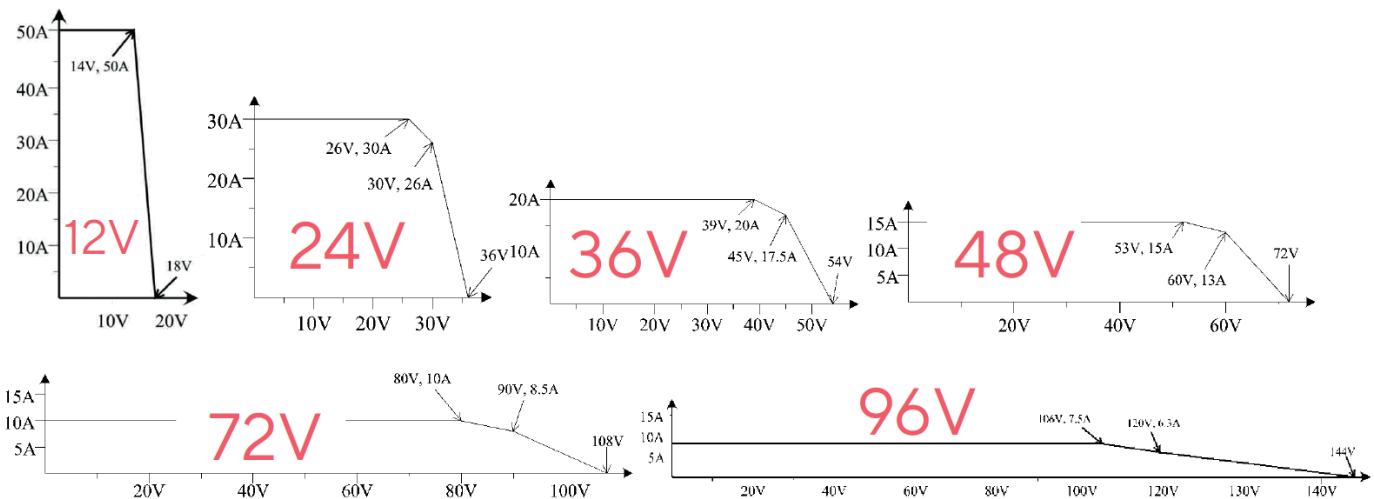 50A
14V, 50A
40A
30A
20A
10A
12V
18V
10V 20V
30A
26V, 30A
30V, 26A
20A
10A
24V
36V
10V 20V 30V
20A
39V, 20A
45V, 17.5A
10A
36V
54V
10V 20V 30V 40V 50V
15A
10A
5A
48V
53V, 15A
60V, 13A
72V
20V 40V 60V
15A
10A
5A
72V
80V, 10A
90V, 8.5A
108V
20V 40V 60V 80V 100V
15A
10A
5A
96V
106V, 7.5A
120V, 6.3A
144V
20V 40V 60V 80V 100V 120V 130V 140V